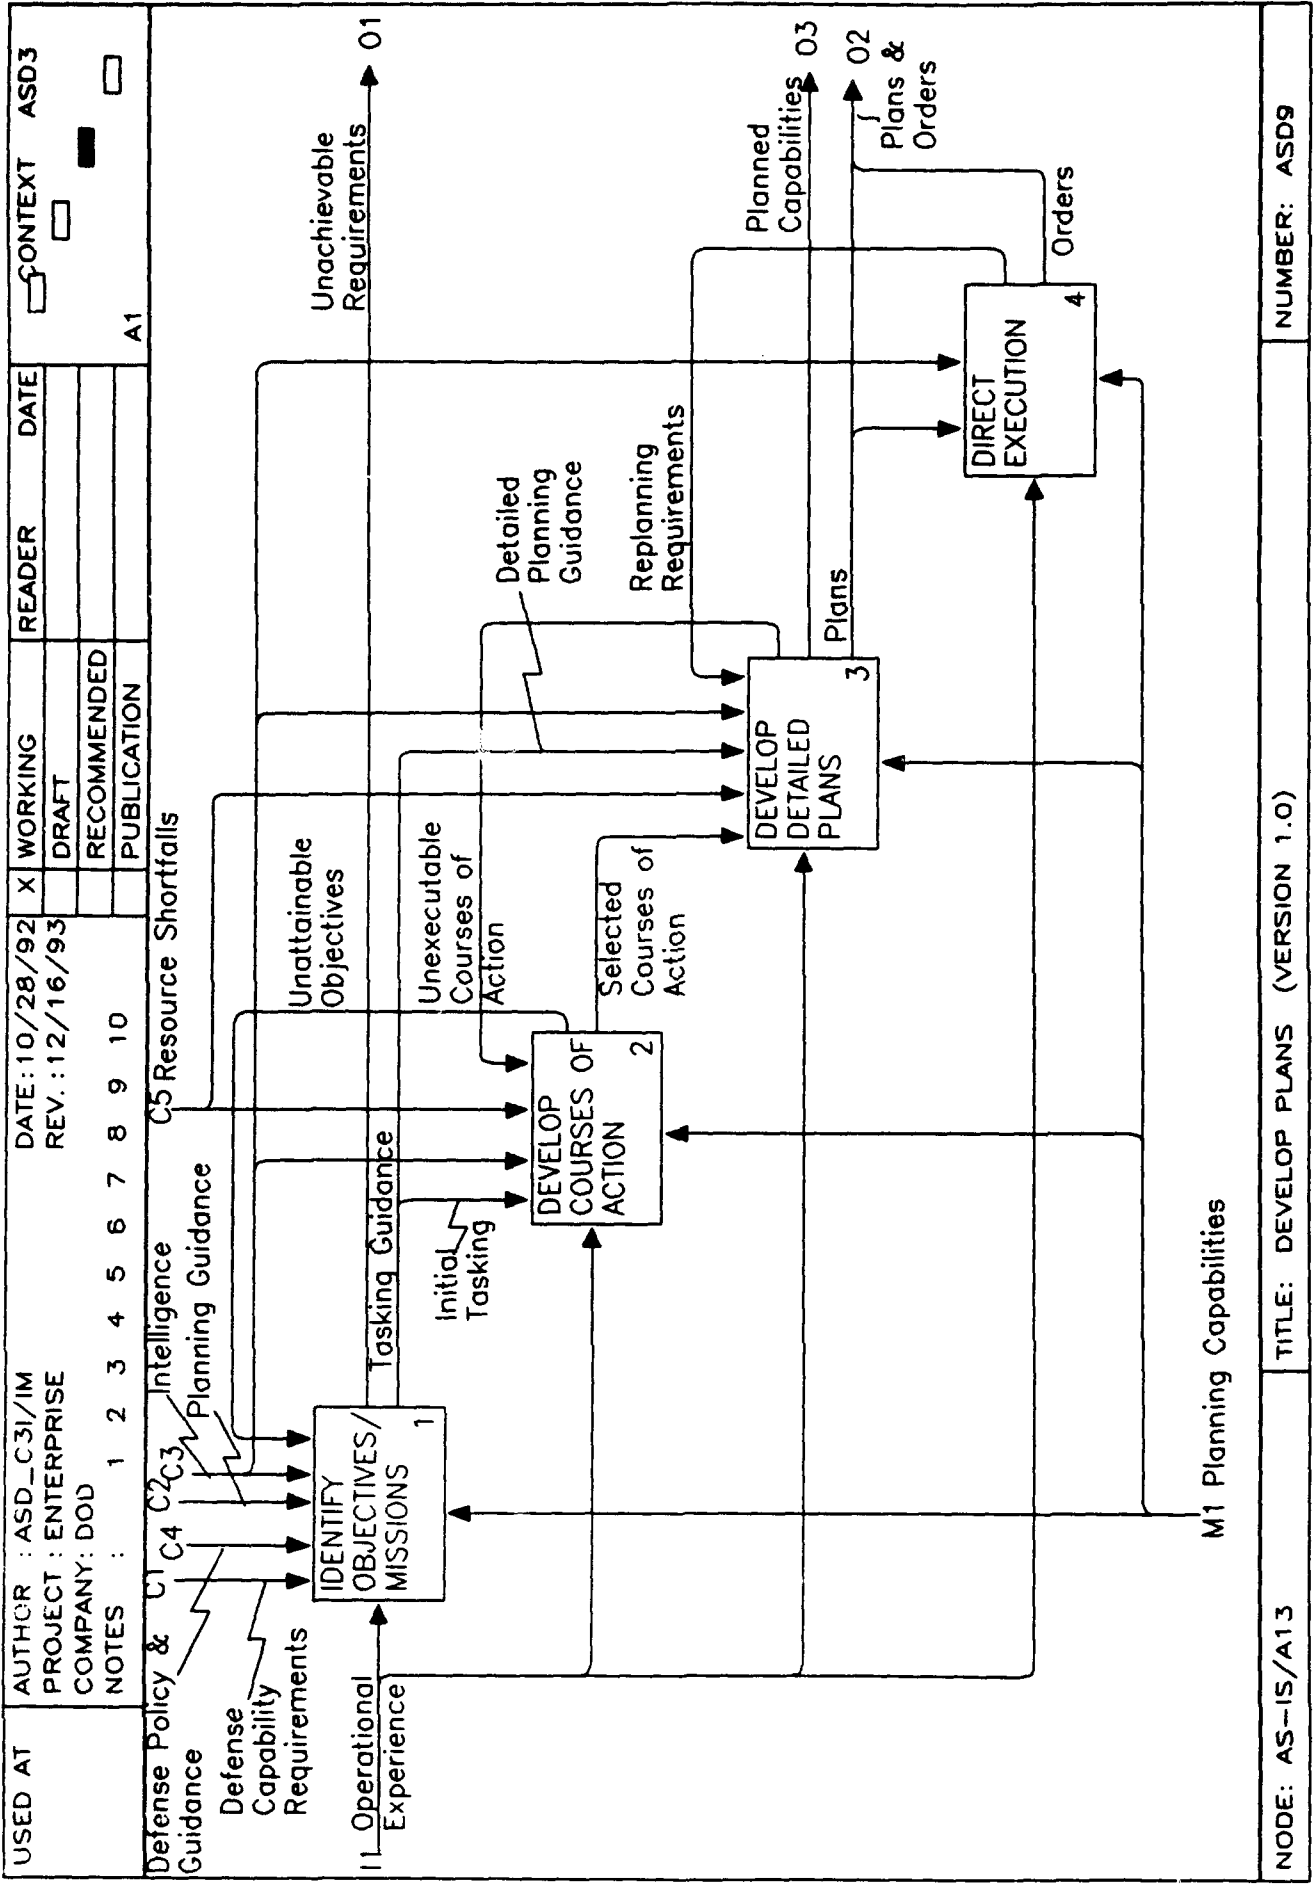 USED AT
AUTHOR : ASD_C3I/IM
PROJECT : ENTERPRISE
COMPANY: DOD
NOTES : 1 2 3 4 5 6 7 8 9 10
DATE: 10/28/92
REV.: 12/16/93
X WORKING
DRAFT
RECOMMENDED
PUBLICATION
READER DATE
CONTEXT ASD3
A1
Defense Policy &
Guidance
C1
C4
C2
C3
Intelligence
Planning Guidance
C5 Resource Shortfalls
Defense
Capability
Requirements
I1 Operational
Experience
IDENTIFY
OBJECTIVES/
MISSIONS
1
Unattainable
Objectives
Unachievable
Requirements
O1
Tasking Guidance
Initial
Tasking
Unexecutable
Courses of
Action
DEVELOP
COURSES OF
ACTION
2
Selected
Courses of
Action
Detailed
Planning
Guidance
Replanning
Requirements
DEVELOP
DETAILED
PLANS
3
Plans
Planned
Capabilities
O3
O2
Plans &
Orders
DIRECT
EXECUTION
4
Orders
M1 Planning Capabilities
NODE: AS-IS/A13
TITLE: DEVELOP PLANS (VERSION 1.0)
NUMBER: ASD9